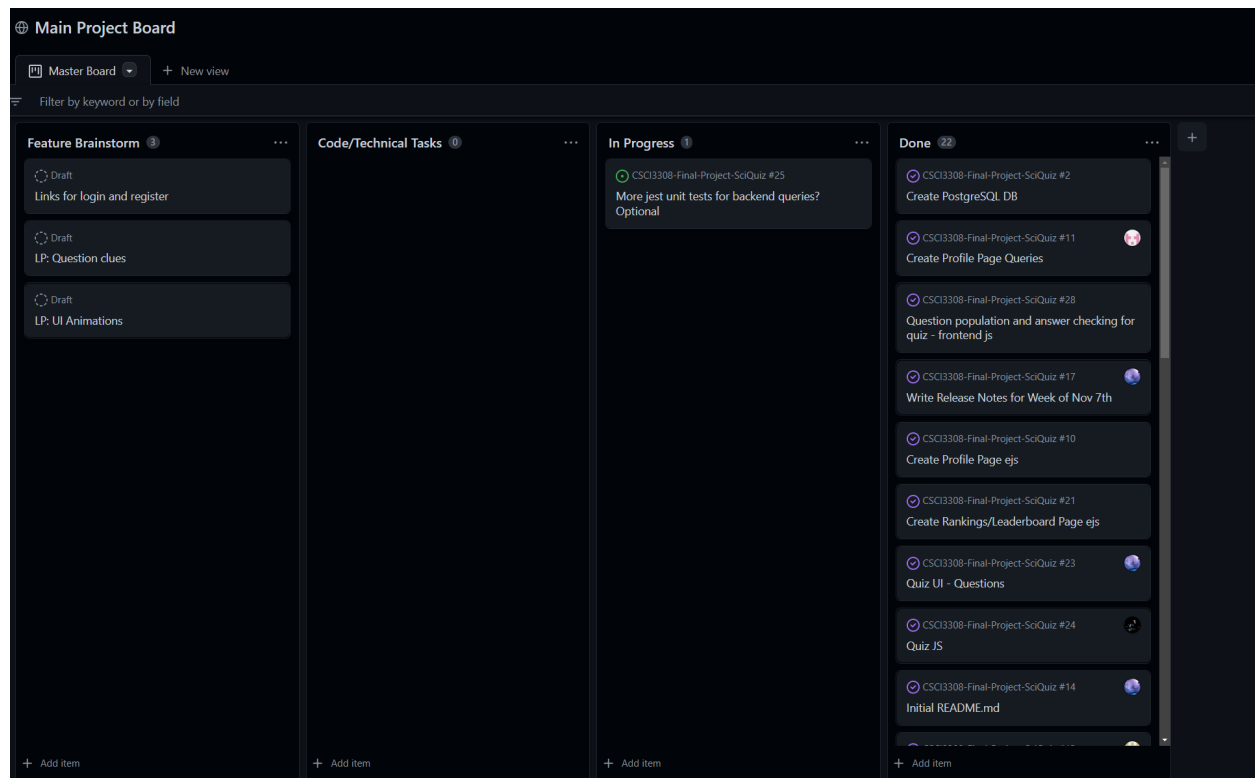 Main Project Board
Master Board
+ New view
Filter by keyword or by field
Feature Brainstorm 3 ...
Draft
Links for login and register
Draft
LP: Question clues
Draft
LP: UI Animations
+ Add item
Code/Technical Tasks 0 ...
+ Add item
In Progress 1 ...
CSCI3308-Final-Project-SciQuiz #25
More jest unit tests for backend queries?
Optional
+ Add item
Done 22 ...
CSCI3308-Final-Project-SciQuiz #2
Create PostgreSQL DB
CSCI3308-Final-Project-SciQuiz #11
Create Profile Page Queries
CSCI3308-Final-Project-SciQuiz #28
Question population and answer checking for
quiz - frontend js
CSCI3308-Final-Project-SciQuiz #17
Write Release Notes for Week of Nov 7th
CSCI3308-Final-Project-SciQuiz #10
Create Profile Page ejs
CSCI3308-Final-Project-SciQuiz #21
Create Rankings/Leaderboard Page ejs
CSCI3308-Final-Project-SciQuiz #23
Quiz UI - Questions
CSCI3308-Final-Project-SciQuiz #24
Quiz JS
CSCI3308-Final-Project-SciQuiz #14
Initial README.md
+ Add item
+